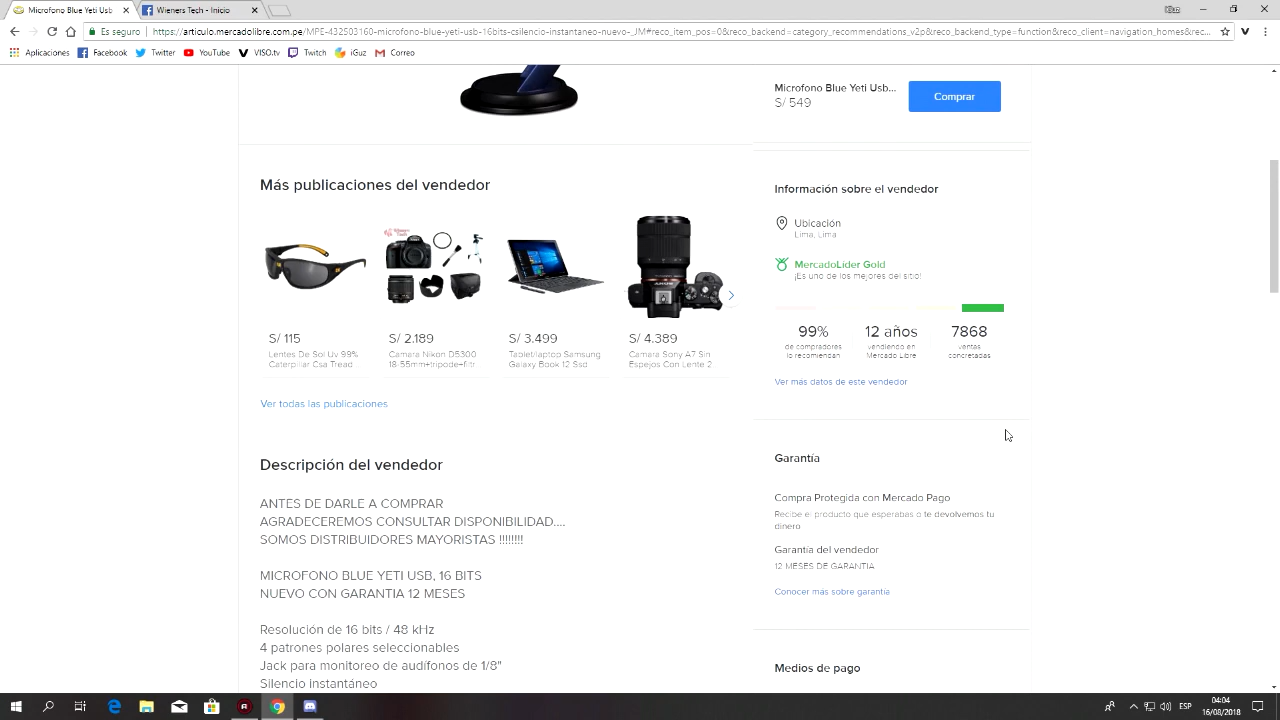 Microfono Blue Yeti Usb
Wieners Tech - Inicio
Es seguro
https://articulo.mercadolibre.com.pe/MPE-432503160-microfono-blue-yeti-usb-16bits-csilencio-instantaneo-nuevo-_JM#reco_item_pos=0&reco_backend=category_recommendations_v2p&reco_backend_type=function&reco_client=navigation_homes&rec...
Aplicaciones
Facebook
Twitter
YouTube
VISO.tv
Twitch
iGuz
Correo
Microfono Blue Yeti Usb...
S/ 549
Comprar
Más publicaciones del vendedor
S/ 115
Lentes De Sol Uv 99%
Caterpillar Csa Tread
S/ 2.189
Camara Nikon D5300
18-55mm+tripode+filtr
S/ 3.499
Tablet/laptop Samsung
Galaxy Book 12 Ssd
S/ 4.389
Camara Sony A7 Sin
Espejos Con Lente 2
Ver todas las publicaciones
Información sobre el vendedor
Ubicación
Lima, Lima
MercadoLíder Gold
¡Es uno de los mejores del sitio!
99%
de compradores
lo recomiendan
12 años
vendiendo en
Mercado Libre
7868
ventas
concretadas
Ver más datos de este vendedor
Descripción del vendedor
ANTES DE DARLE A COMPRAR
AGRADECEREMOS CONSULTAR DISPONIBILIDAD....
SOMOS DISTRIBUIDORES MAYORISTAS !!!!!!!!
MICROFONO BLUE YETI USB, 16 BITS
NUEVO CON GARANTIA 12 MESES
Resolución de 16 bits / 48 kHz
4 patrones polares seleccionables
Jack para monitoreo de audífonos de 1/8"
Silencio instantáneo
Garantía
Compra Protegida con Mercado Pago
Recibe el producto que esperabas o te devolvemos tu
dinero
Garantía del vendedor
12 MESES DE GARANTIA
Conocer más sobre garantía
Medios de pago
ESP
04:04
16/08/2018